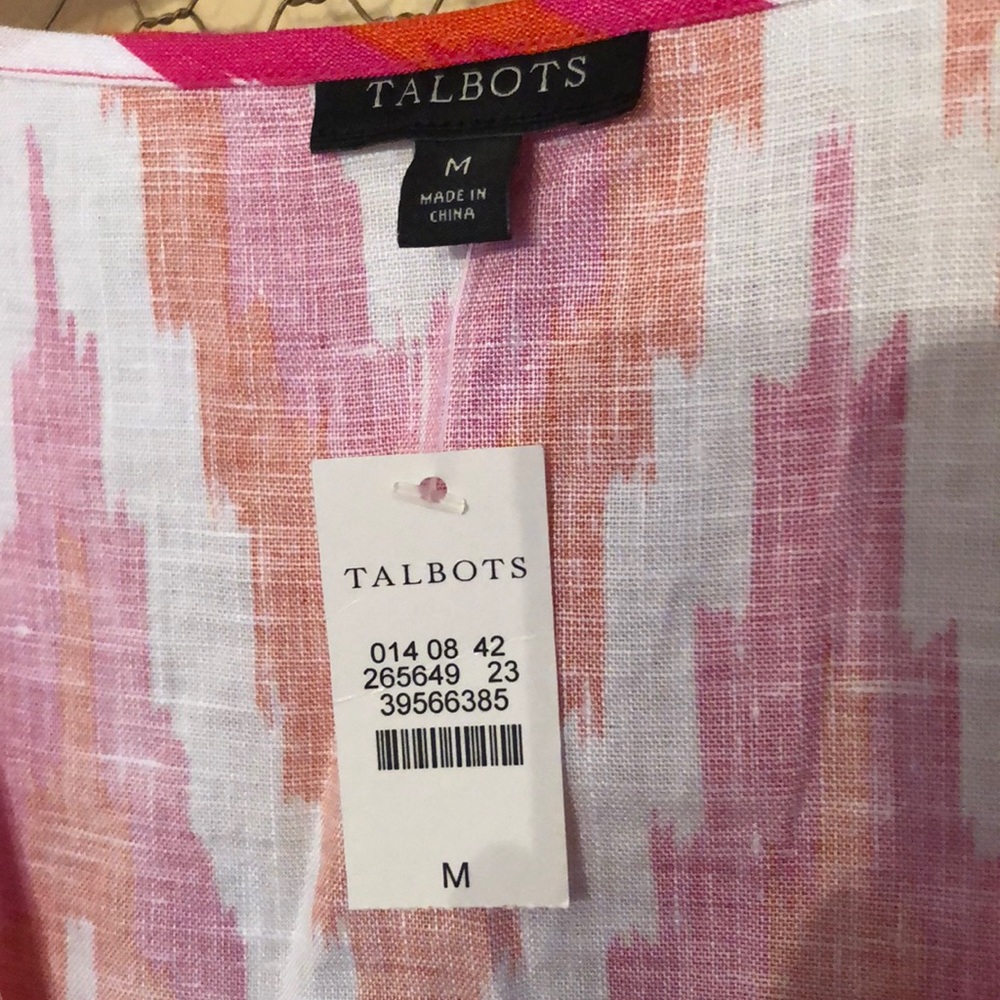 TALBOTS
M
MADE IN
CHINA
TALBOTS
014 08 42
265649 23
39566385
M